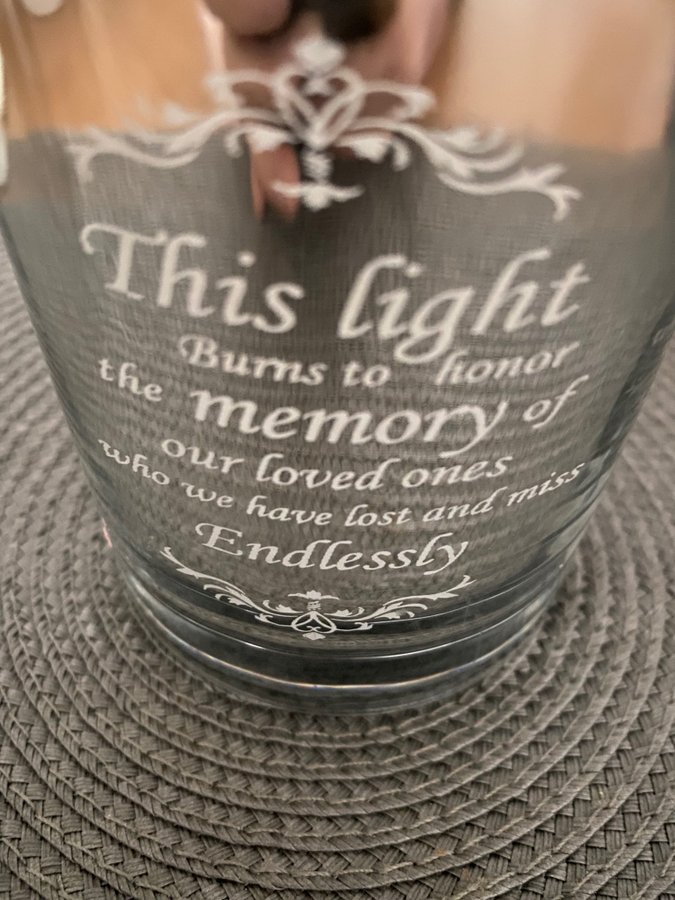 This light
Burns to honor
the memory of
our loved ones
who we have lost and miss
Endlessly